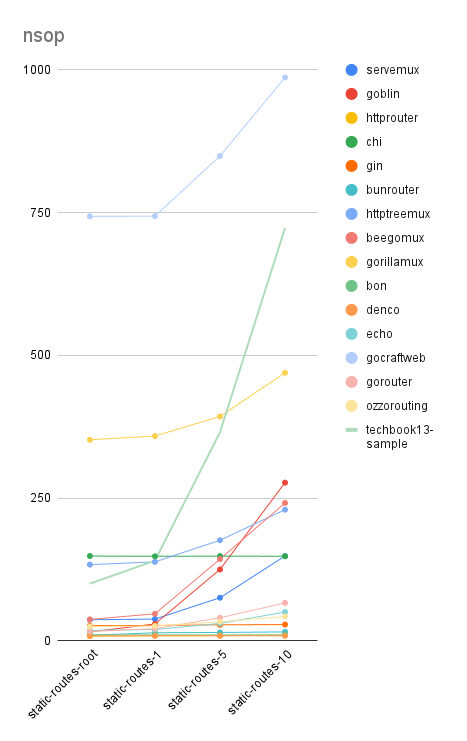 nsop
1000
750
500
250
0
static-routes-root
static-routes-1
static-routes-5
static-routes-10
servemux
goblin
httprouter
chi
gin
bunrouter
httptreemux
beegomux
gorillamux
bon
denco
echo
gocraftweb
gorouter
ozzorouting
techbook13-
sample